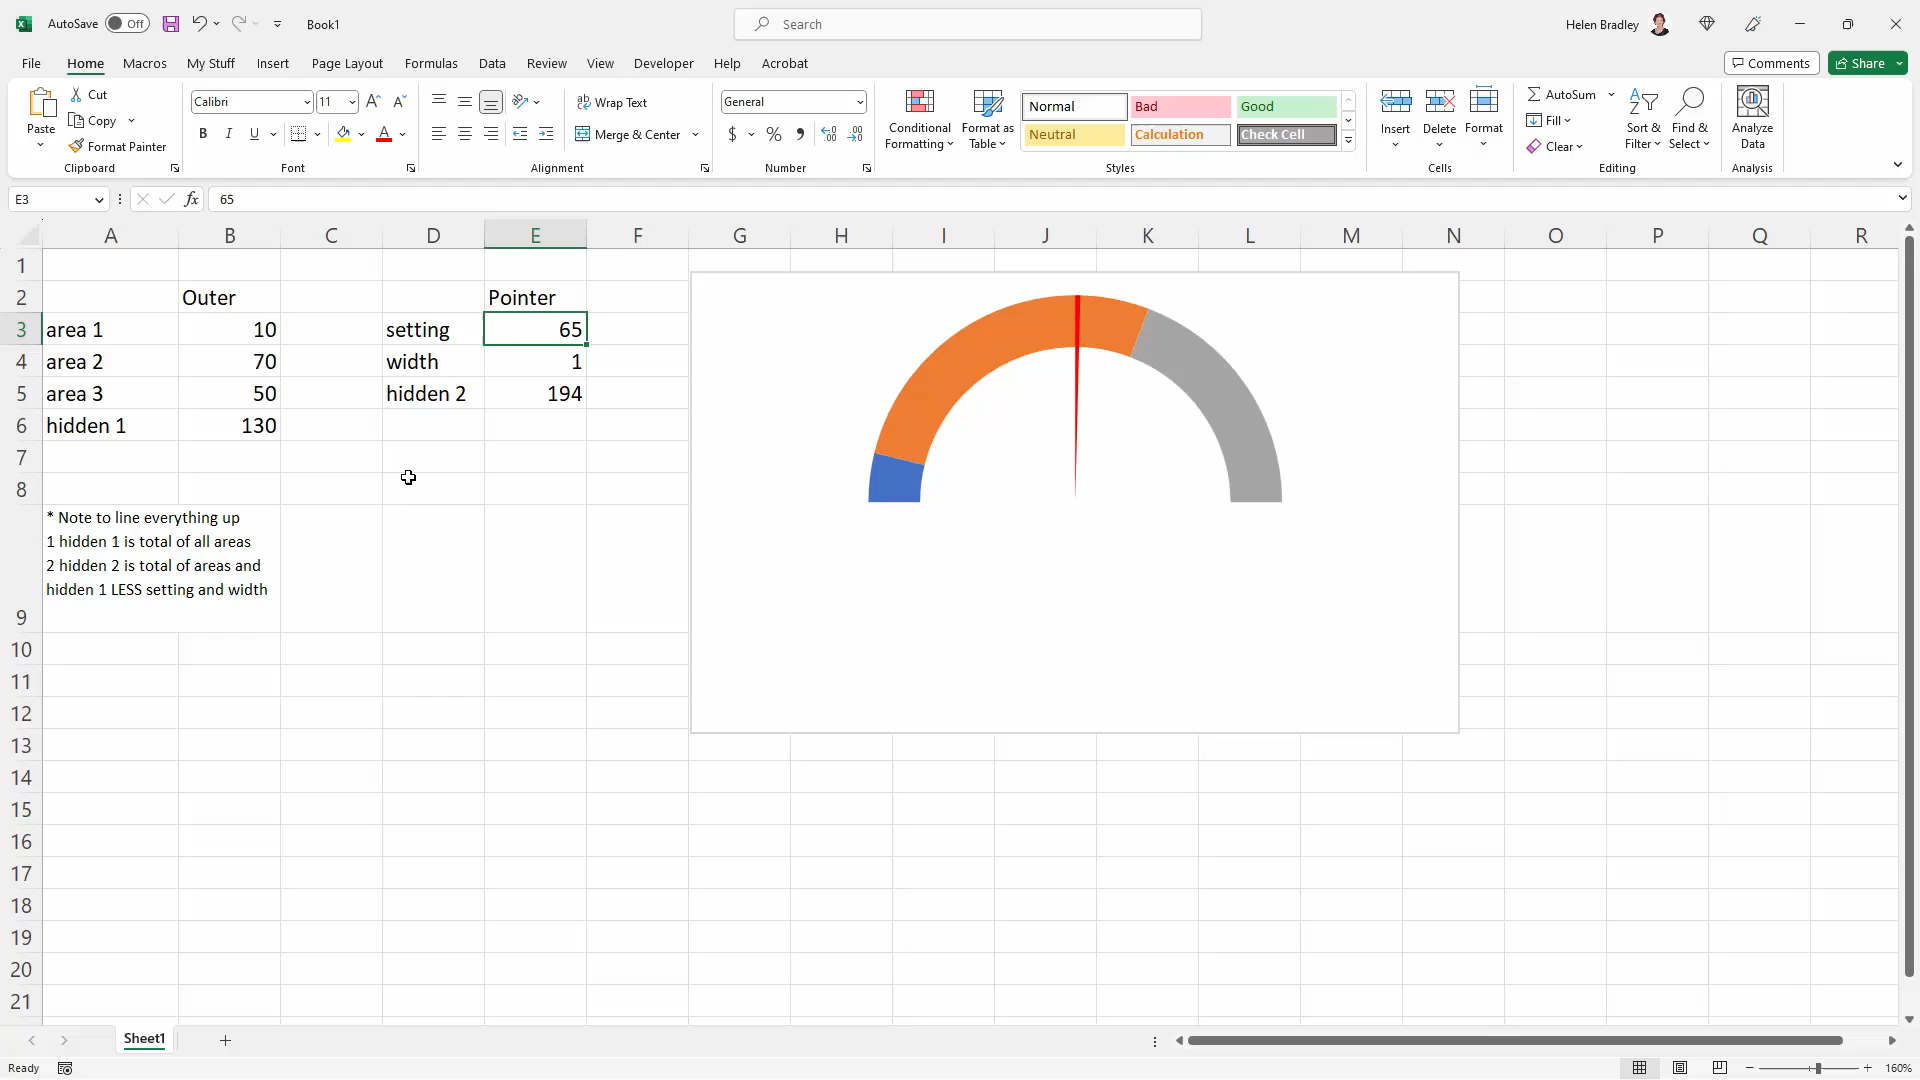 AutoSave Off Book1 Search Helen Bradley
File Home Macros My Stuff Insert Page Layout Formulas Data Review View Developer Help Acrobat Comments Share
Paste Cut Copy Format Painter Clipboard
Calibri 11 B I U A Font
Wrap Text Merge & Center Alignment
General $ % , Number
Conditional Formatting Format as Table
Normal Bad Good
Neutral Calculation Check Cell
Styles
Insert Delete Format Cells
AutoSum Fill Clear Sort & Filter Find & Select Editing
Analyze Data Analysis
E3 fx 65
A B C D E F G H I J K L M N O P Q R
1
2 Outer Pointer
3 area 1 10 setting 65
4 area 2 70 width 1
5 area 3 50 hidden 2 194
6 hidden 1 130
7
8
* Note to line everything up
1 hidden 1 is total of all areas
2 hidden 2 is total of areas and
hidden 1 LESS setting and width
9
10
11
12
13
14
15
16
17
18
19
20
21
Sheet1
Ready 160%